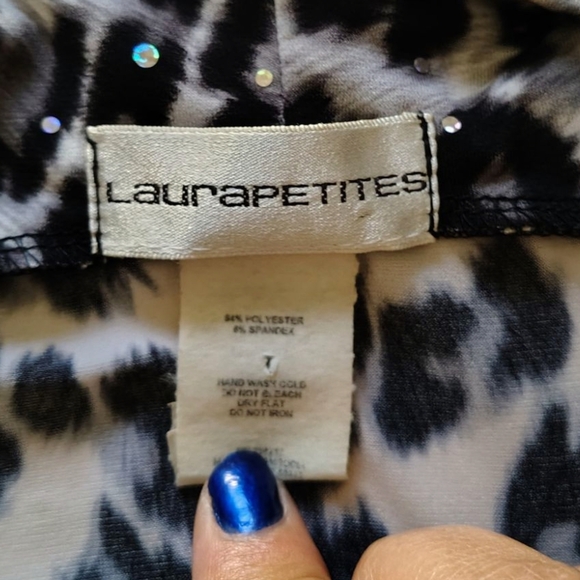 LauraPETITES
94% POLYESTER
6% SPANDEX
HAND WASH COLD
DO NOT BLEACH
DRY FLAT
DO NOT IRON